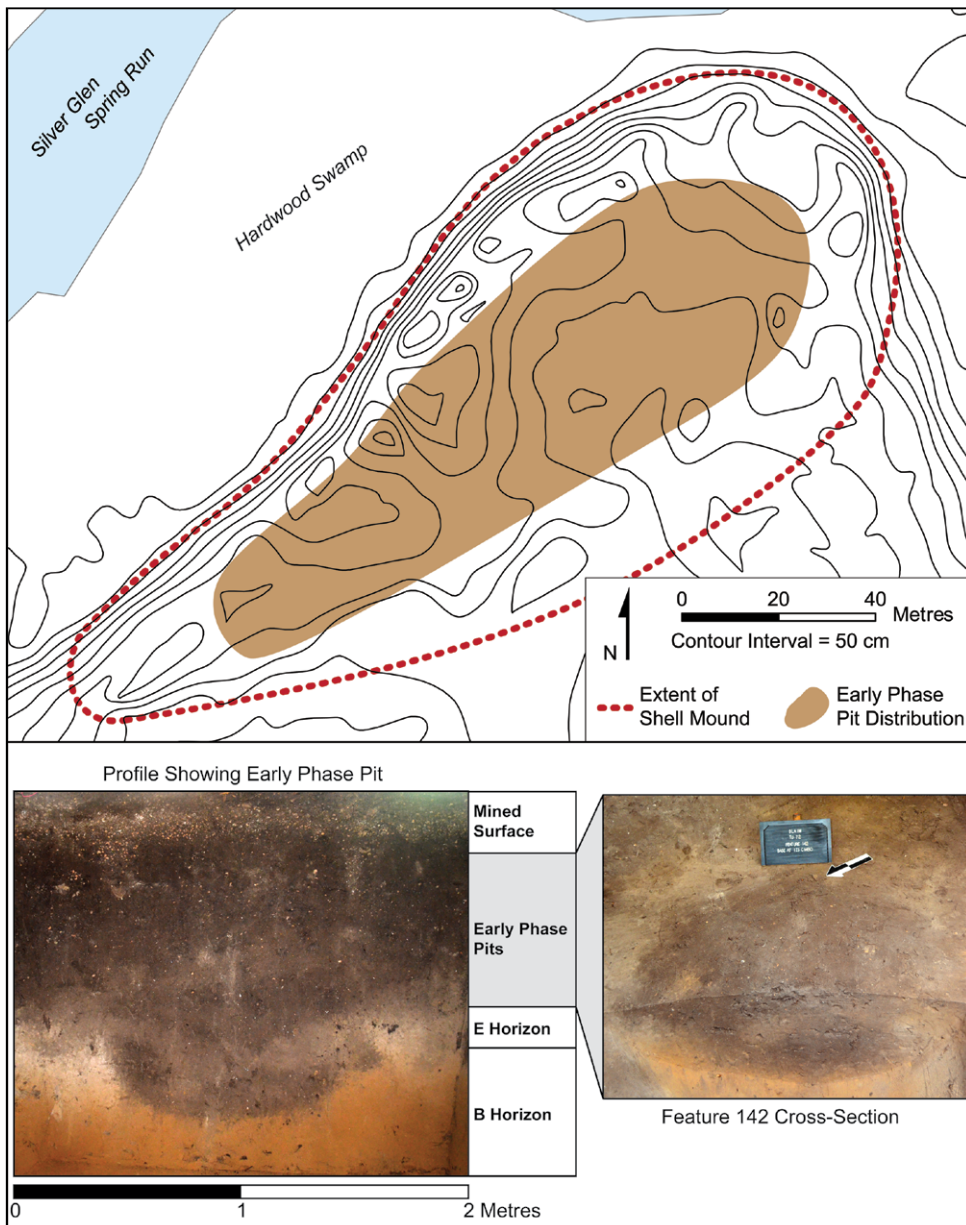 Silver Glen
Spring Run
Hardwood Swamp
0 20 40 Metres
Contour Interval = 50 cm
N
Extent of
Shell Mound
Early Phase
Pit Distribution
Profile Showing Early Phase Pit
Mined
Surface
Early Phase
Pits
E Horizon
B Horizon
Feature 142 Cross-Section
0 1 2 Metres